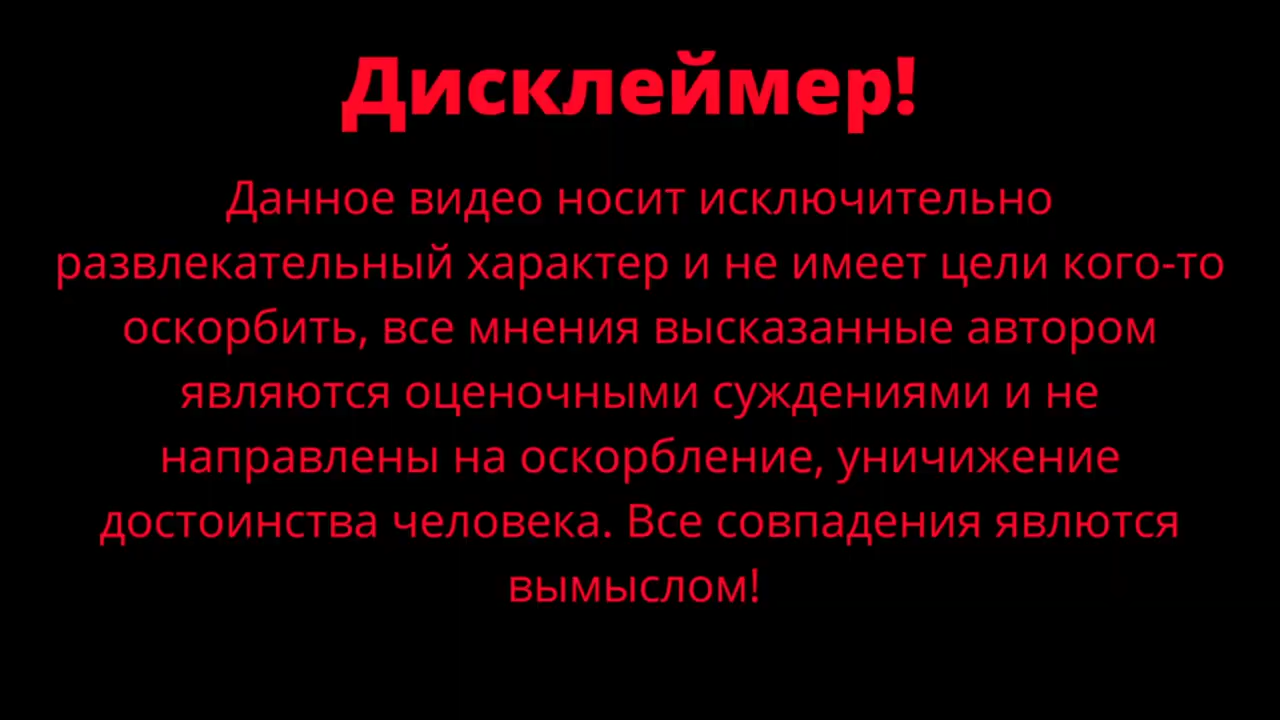 Дисклеймер!
Данное видео носит исключительно
развлекательный характер и не имеет цели кого-то
оскорбить, все мнения высказанные автором
являются оценочными суждениями и не
направлены на оскорбление, уничижение
достоинства человека. Все совпадения явлются
вымыслом!